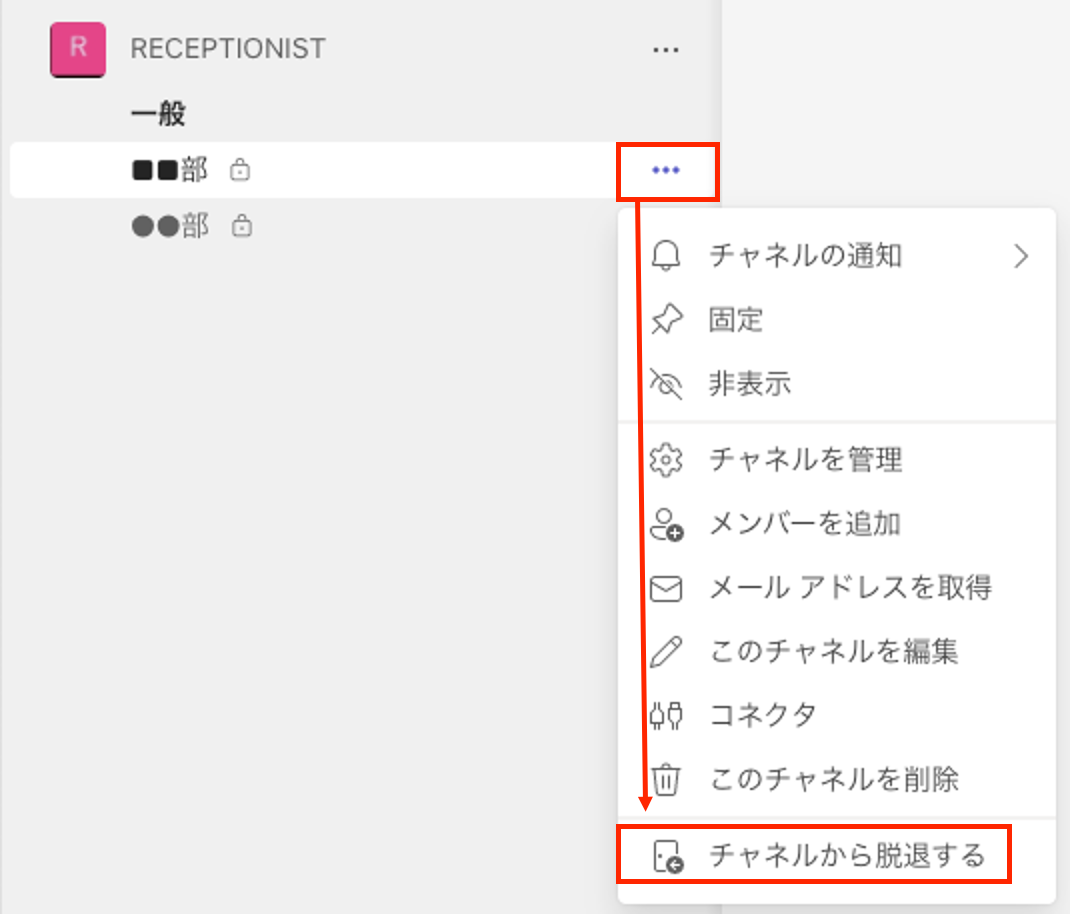 R
RECEPTIONIST
一般
■■部
●●部
チャネルの通知
固定
非表示
チャネルを管理
メンバーを追加
メール アドレスを取得
このチャネルを編集
コネクタ
このチャネルを削除
チャネルから脱退する